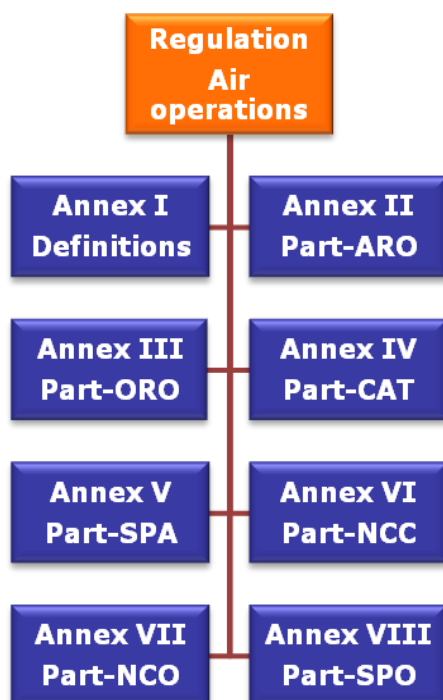 Regulation
Air
operations
Annex I
Definitions
Annex II
Part-ARO
Annex III
Part-ORO
Annex IV
Part-CAT
Annex V
Part-SPA
Annex VI
Part-NCC
Annex VII
Part-NCO
Annex VIII
Part-SPO